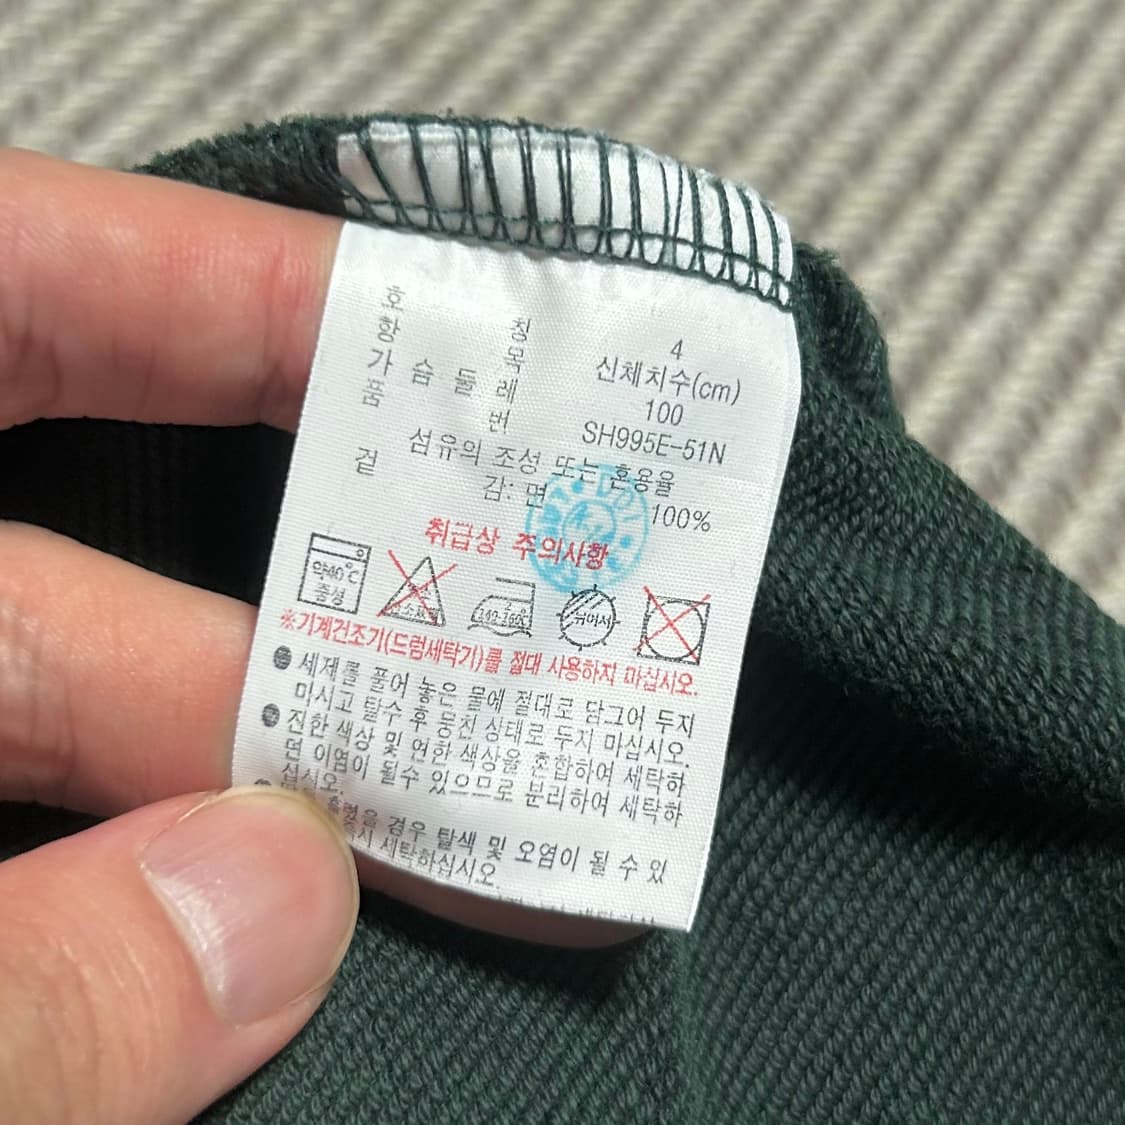 호 칭 4
항 목 신체치수(cm)
가 슴 둘 레 100
품 번 SH995E-51N
섬유의 조성 또는 혼용율
겉 감: 면 100%
취급상 주의사항
약40℃
중성
140-160℃
뉘어서
※기계건조기(드럼세탁기)를 절대 사용하지 마십시오.
● 세제를 풀어 놓은 물에 절대로 담그어 두지
마시고 탈수 후 뭉친 상태로 두지 마십시오.
● 진한 색상 및 연한 색상을 혼합하여 세탁하
면 이염이 될 수 있으므로 분리하여 세탁하
십시오.
경우 탈색 및 오염이 될 수 있
세탁하십시오.